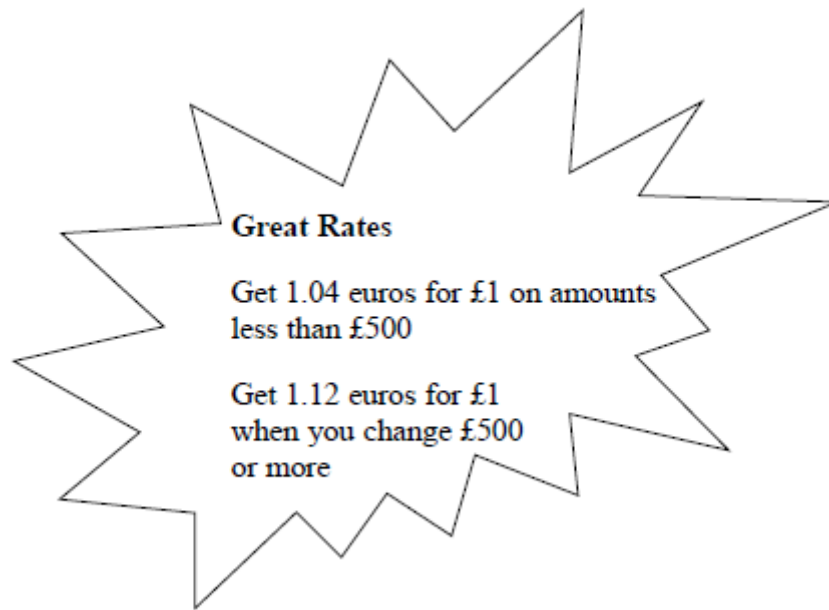 Great Rates
Get 1.04 euros for £1 on amounts
less than £500
Get 1.12 euros for £1
when you change £500
or more